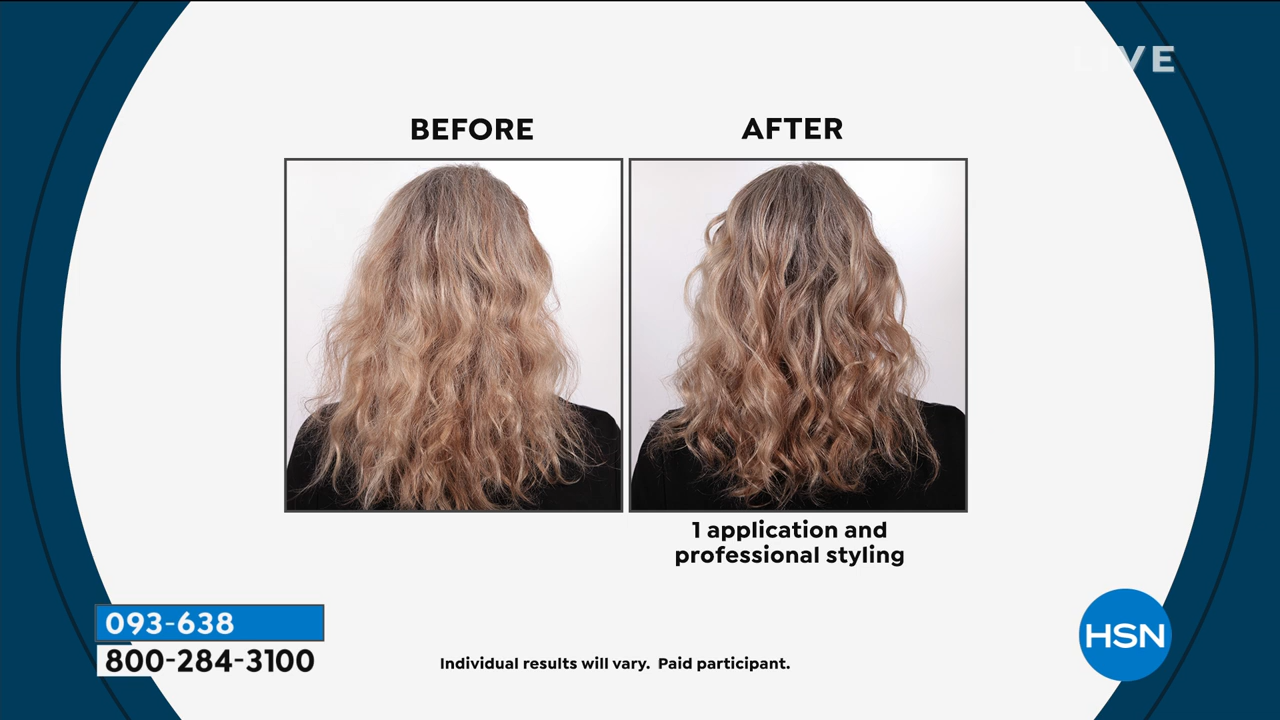 LIVE
BEFORE
AFTER
1 application and
professional styling
093-638
800-284-3100
Individual results will vary. Paid participant.
HSN